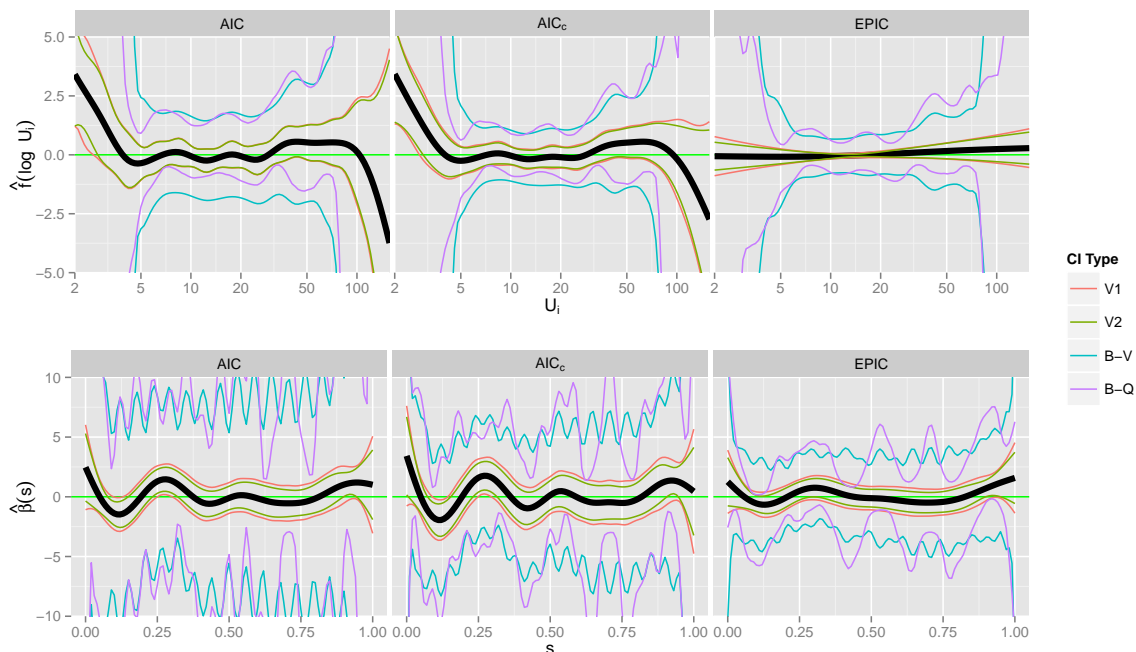 AIC AICc EPIC
5.0
2.5
0.0
−2.5
−5.0
f̂(log Ui)
2 5 10 20 50 100 2 5 10 20 50 100 2 5 10 20 50 100
Ui
CI Type
V1
V2
B−V
B−Q
AIC AICc EPIC
10
5
0
−5
−10
β̂(s)
0.00 0.25 0.50 0.75 1.00 0.00 0.25 0.50 0.75 1.00 0.00 0.25 0.50 0.75 1.00
s